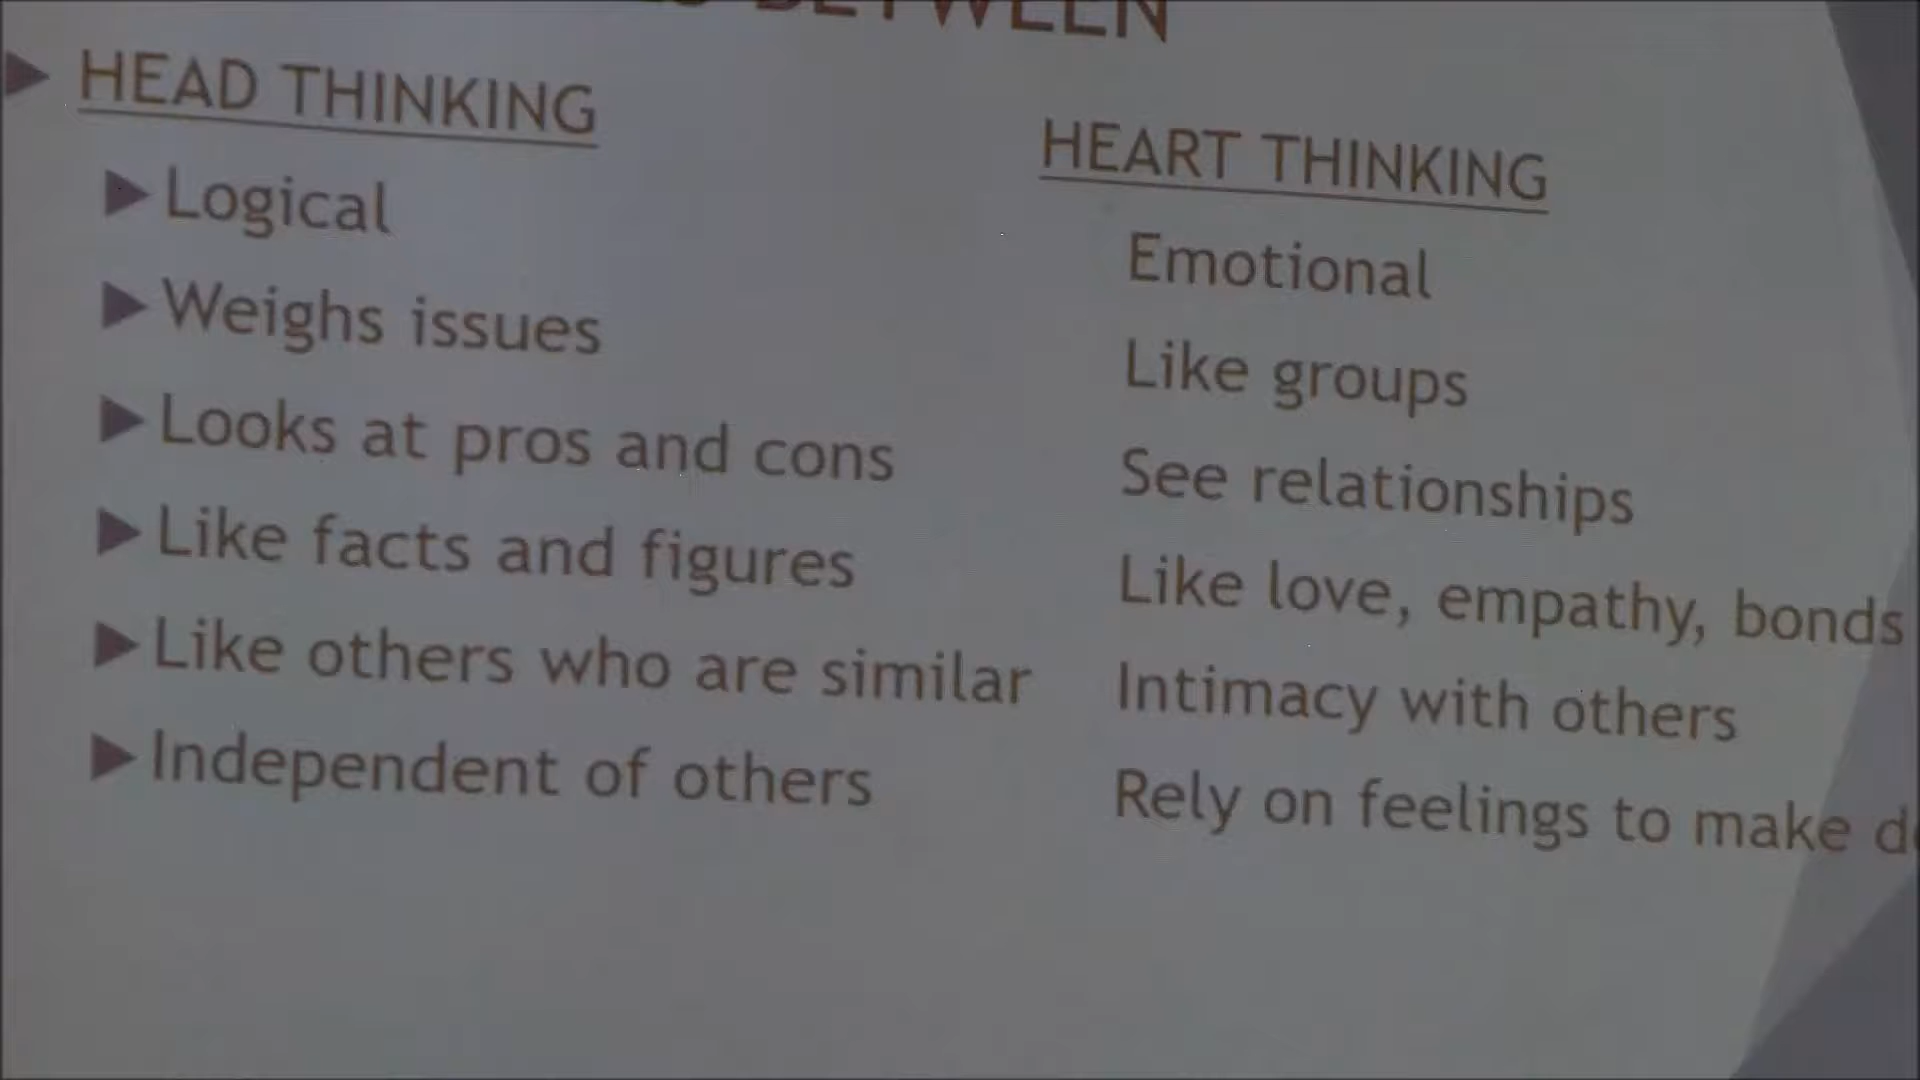 BETWEEN
HEAD THINKING
Logical
Weighs issues
Looks at pros and cons
Like facts and figures
Like others who are similar
Independent of others
HEART THINKING
Emotional
Like groups
See relationships
Like love, empathy, bonds
Intimacy with others
Rely on feelings to make